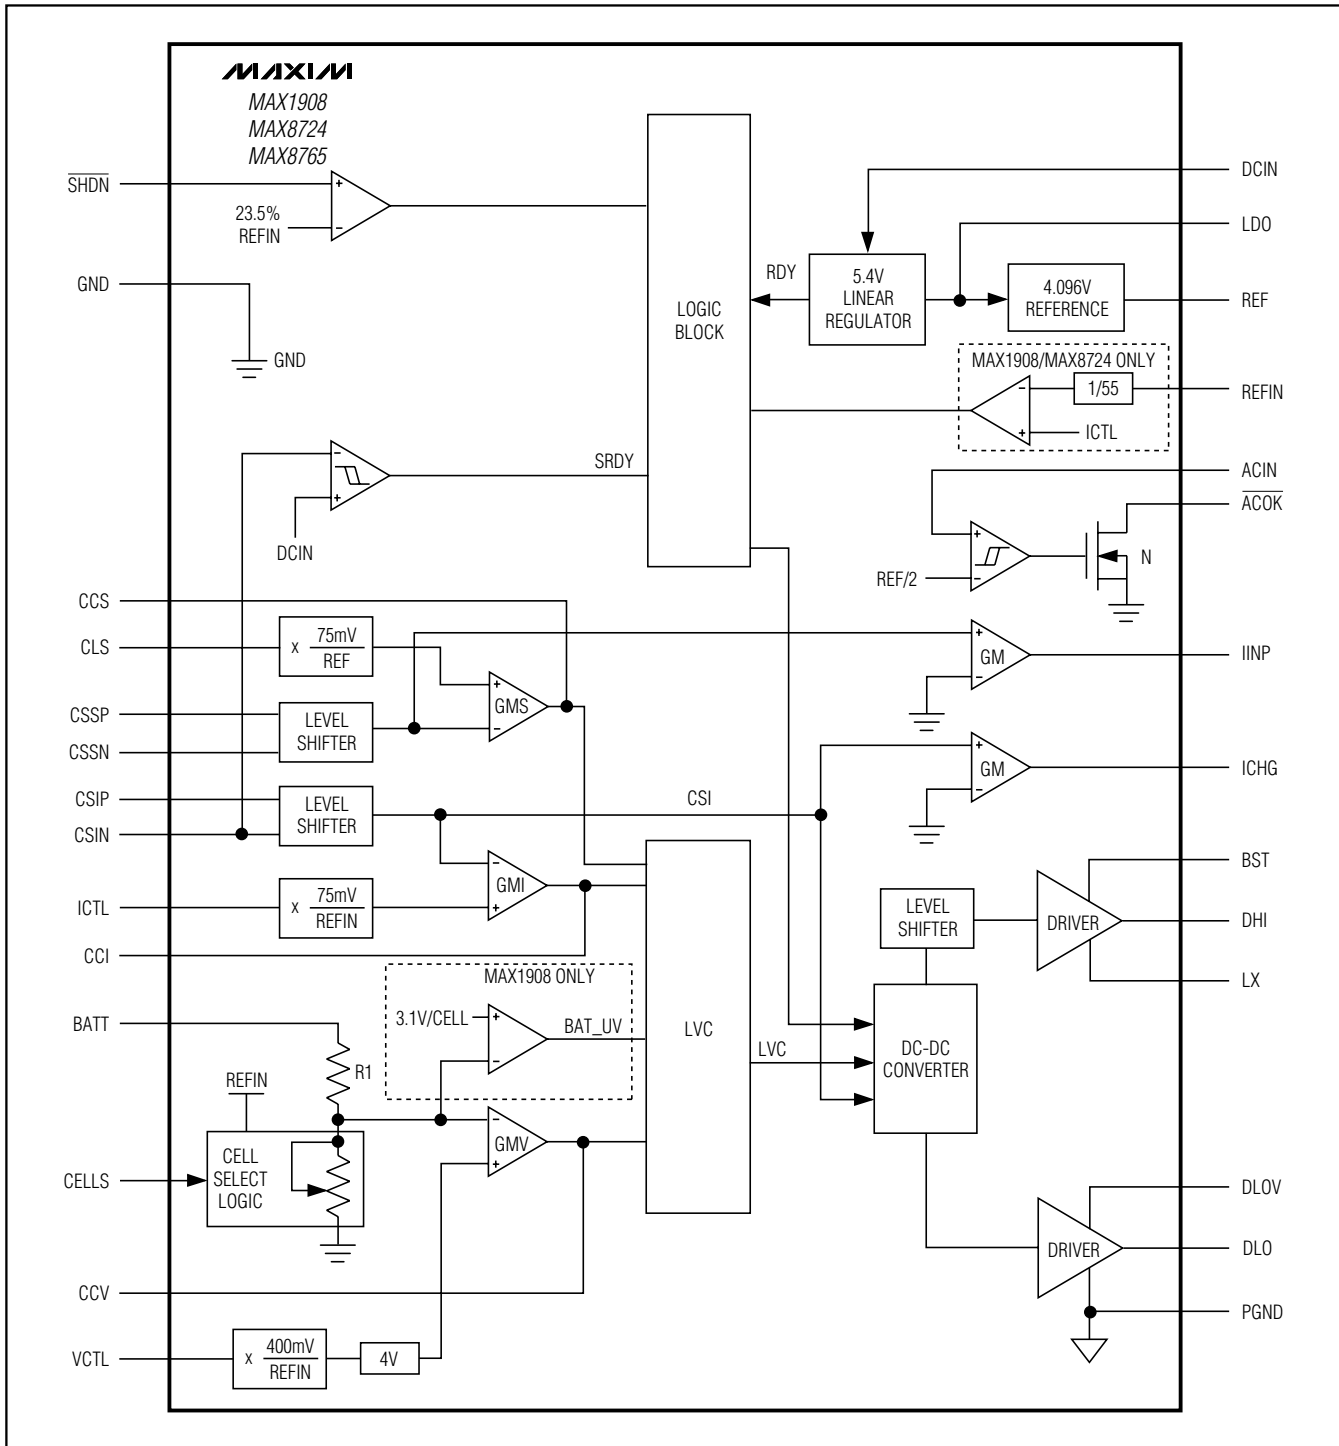 MAXIM
MAX1908
MAX8724
MAX8765
SHDN
23.5%
REFIN
GND
GND
LOGIC
BLOCK
RDY
5.4V
LINEAR
REGULATOR
4.096V
REFERENCE
DCIN
LDO
REF
MAX1908/MAX8724 ONLY
1/55
ICTL
REFIN
SRDY
DCIN
ACIN
ACOK
REF/2
N
CCS
CLS
x 75mV
REF
GMS
GM
IINP
CSSP
CSSN
LEVEL
SHIFTER
CSIP
CSIN
LEVEL
SHIFTER
CSI
GM
ICHG
ICTL
x 75mV
REFIN
GMI
CCI
BST
LEVEL
SHIFTER
DRIVER
DHI
LX
MAX1908 ONLY
3.1V/CELL
BAT_UV
BATT
R1
LVC
LVC
DC-DC
CONVERTER
REFIN
GMV
CELLS
CELL
SELECT
LOGIC
DLOV
DRIVER
DLO
CCV
PGND
VCTL
x 400mV
REFIN
4V